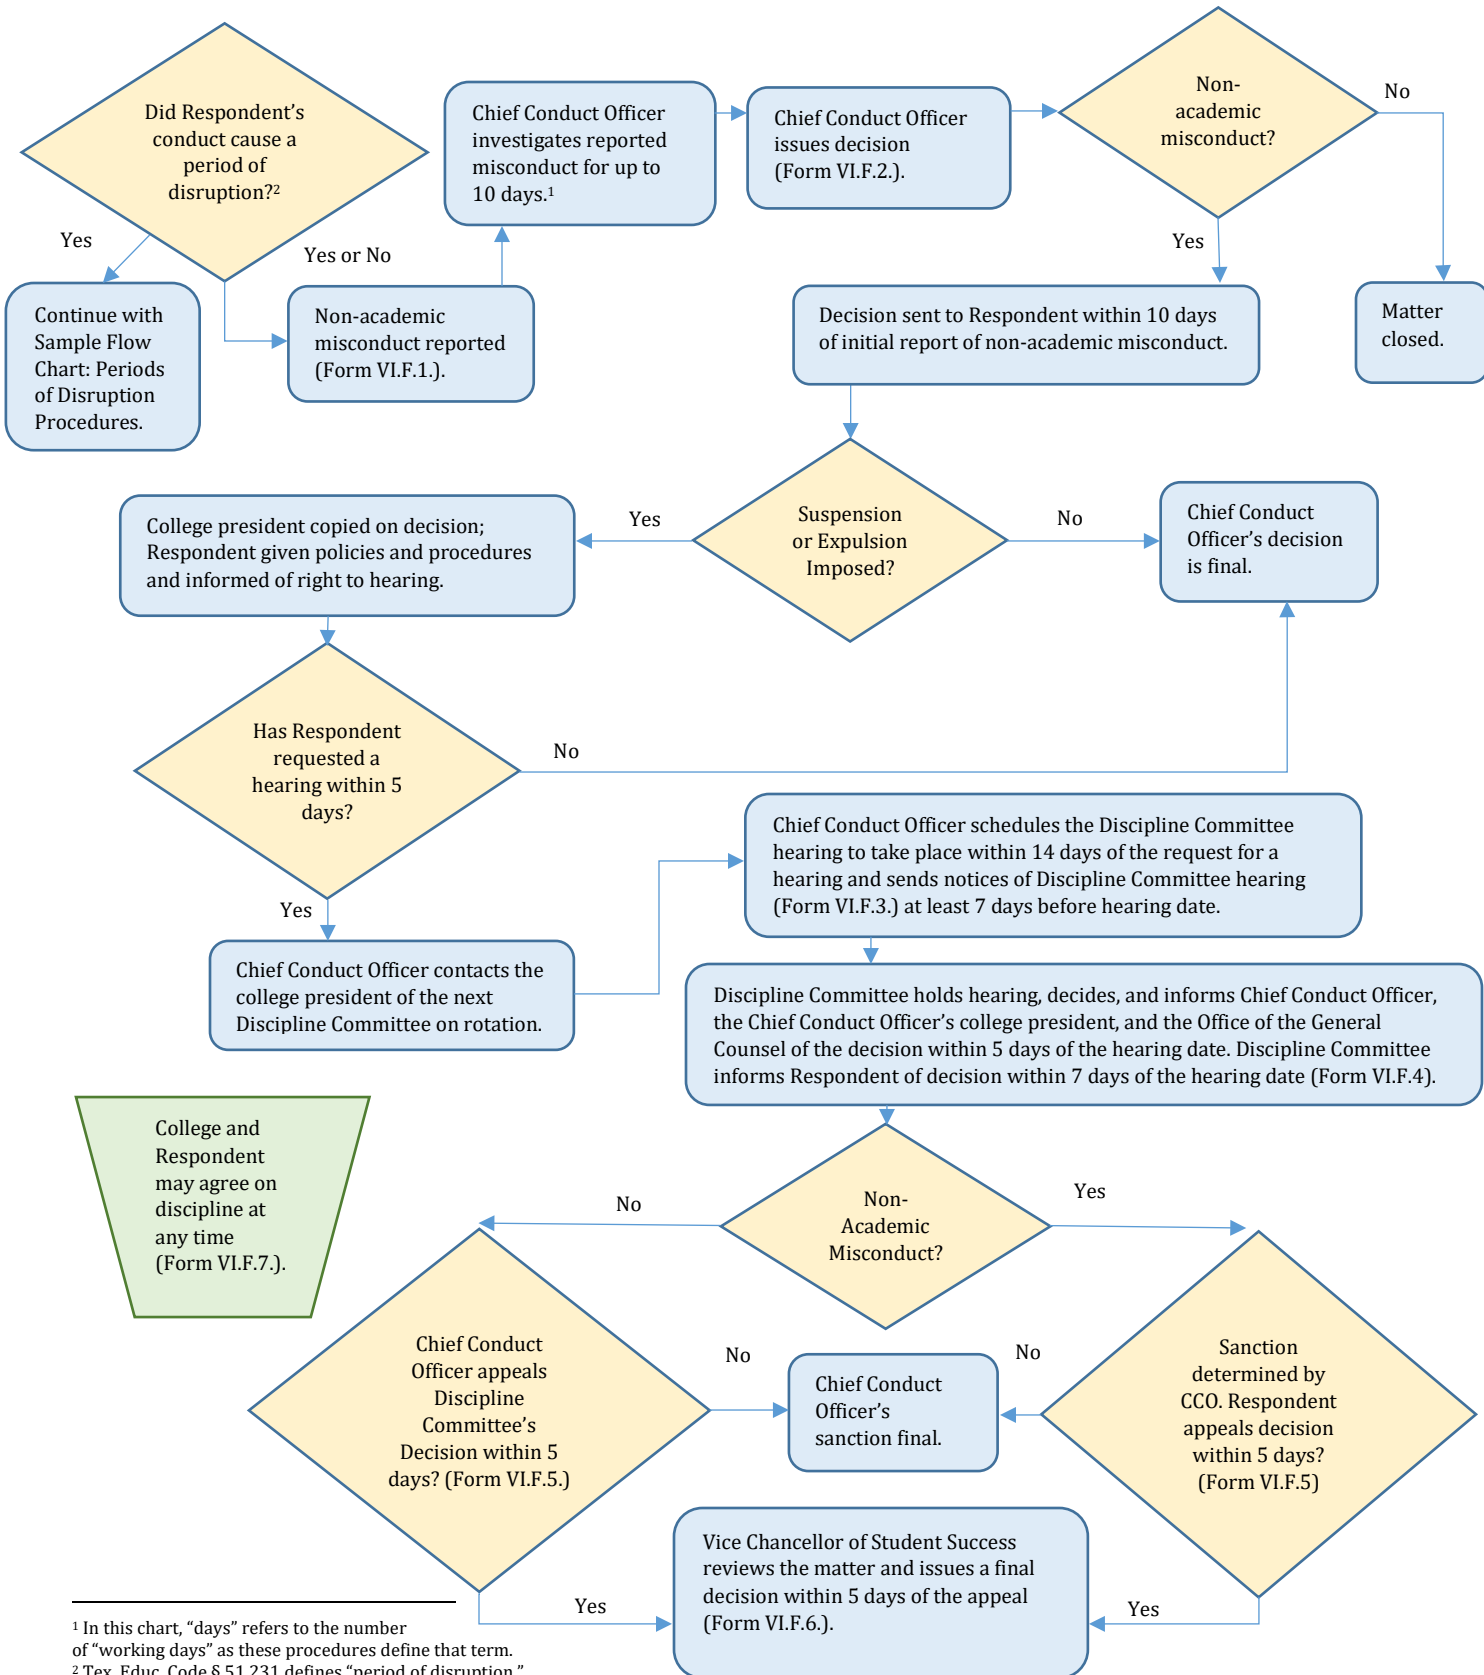 Did Respondent’s
conduct cause a
period of
disruption?²
Yes
Yes or No
Continue with
Sample Flow
Chart: Periods
of Disruption
Procedures.
Non-academic
misconduct reported
(Form VI.F.1.).
Chief Conduct Officer
investigates reported
misconduct for up to
10 days.¹
Chief Conduct Officer
issues decision
(Form VI.F.2.).
Non-
academic
misconduct?
No
Yes
Matter
closed.
Decision sent to Respondent within 10 days
of initial report of non-academic misconduct.
Suspension
or Expulsion
Imposed?
Yes
No
College president copied on decision;
Respondent given policies and procedures
and informed of right to hearing.
Chief Conduct
Officer’s decision
is final.
Has Respondent
requested a
hearing within 5
days?
No
Yes
Chief Conduct Officer contacts the
college president of the next
Discipline Committee on rotation.
Chief Conduct Officer schedules the Discipline Committee
hearing to take place within 14 days of the request for a
hearing and sends notices of Discipline Committee hearing
(Form VI.F.3.) at least 7 days before hearing date.
Discipline Committee holds hearing, decides, and informs Chief Conduct Officer,
the Chief Conduct Officer’s college president, and the Office of the General
Counsel of the decision within 5 days of the hearing date. Discipline Committee
informs Respondent of decision within 7 days of the hearing date (Form VI.F.4).
College and
Respondent
may agree on
discipline at
any time
(Form VI.F.7.).
Non-
Academic
Misconduct?
No
Yes
Chief Conduct
Officer appeals
Discipline
Committee’s
Decision within 5
days? (Form VI.F.5.)
No
Chief Conduct
Officer’s
sanction final.
No
Sanction
determined by
CCO. Respondent
appeals decision
within 5 days?
(Form VI.F.5)
Yes
Vice Chancellor of Student Success
reviews the matter and issues a final
decision within 5 days of the appeal
(Form VI.F.6.).
Yes
¹ In this chart, “days” refers to the number
of “working days” as these procedures define that term.
² Tex. Educ. Code § 51.231 defines “period of disruption.”